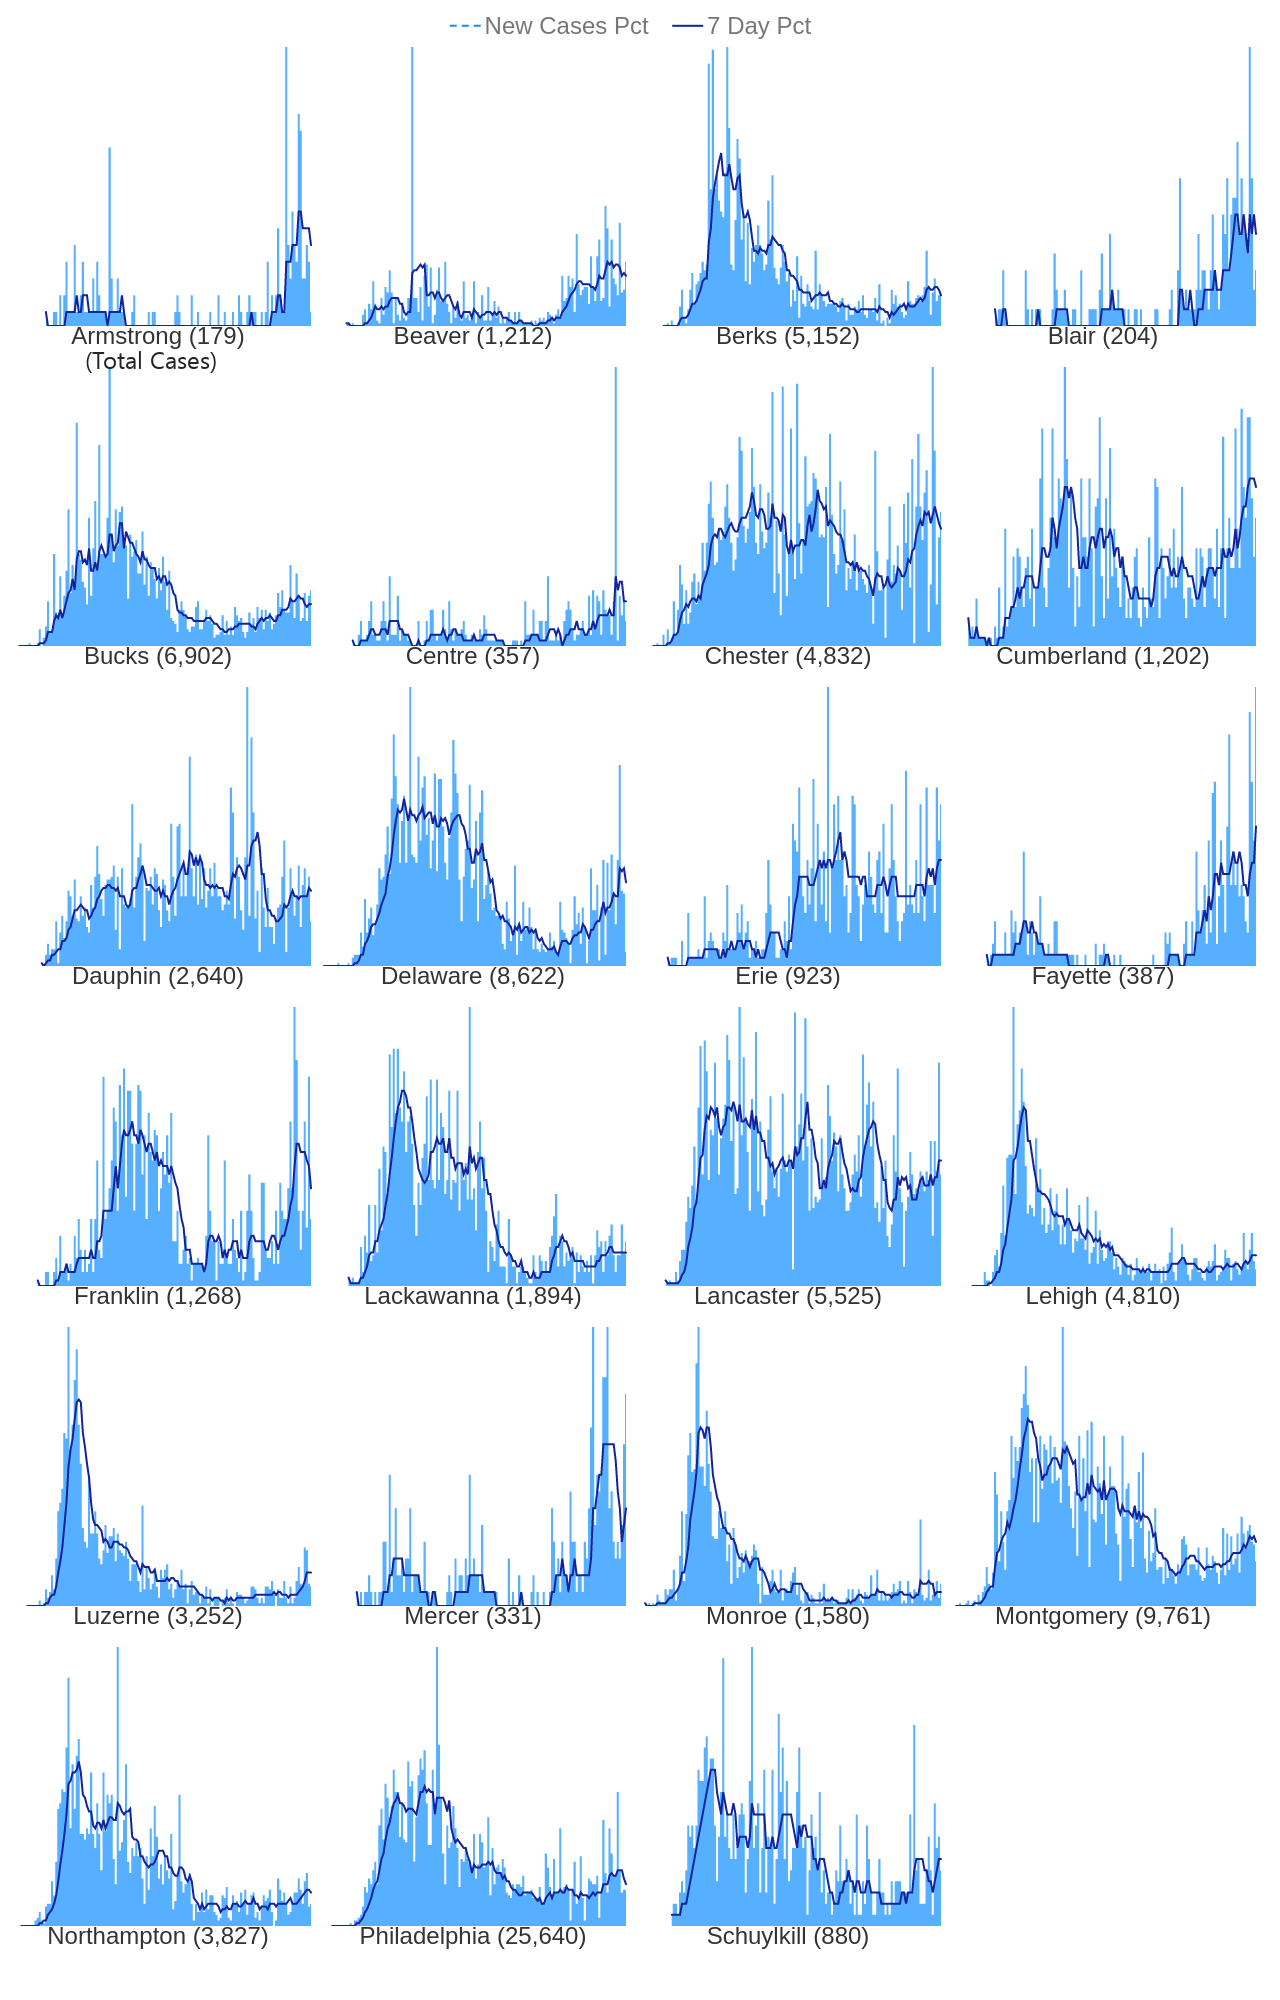 New Cases Pct 7 Day Pct
Armstrong (179) Beaver (1,212) Berks (5,152) Blair (204)
(Total Cases)
Bucks (6,902) Centre (357) Chester (4,832) Cumberland (1,202)
Dauphin (2,640) Delaware (8,622) Erie (923) Fayette (387)
Franklin (1,268) Lackawanna (1,894) Lancaster (5,525) Lehigh (4,810)
Luzerne (3,252) Mercer (331) Monroe (1,580) Montgomery (9,761)
Northampton (3,827) Philadelphia (25,640) Schuylkill (880)